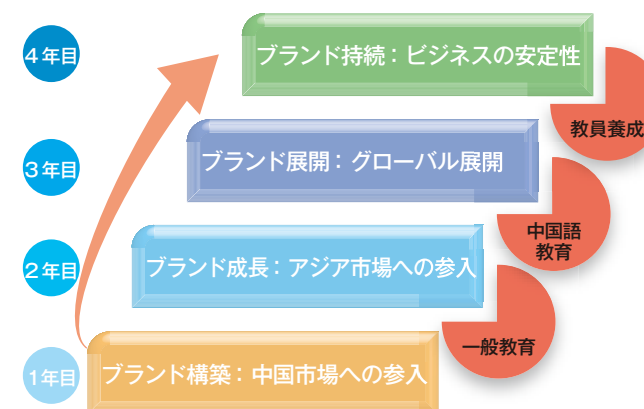 4年目
ブランド持続：ビジネスの安定性
教員養成
3年目
ブランド展開：グローバル展開
中国語
教育
2年目
ブランド成長：アジア市場への参入
一般教育
1年目
ブランド構築：中国市場への参入